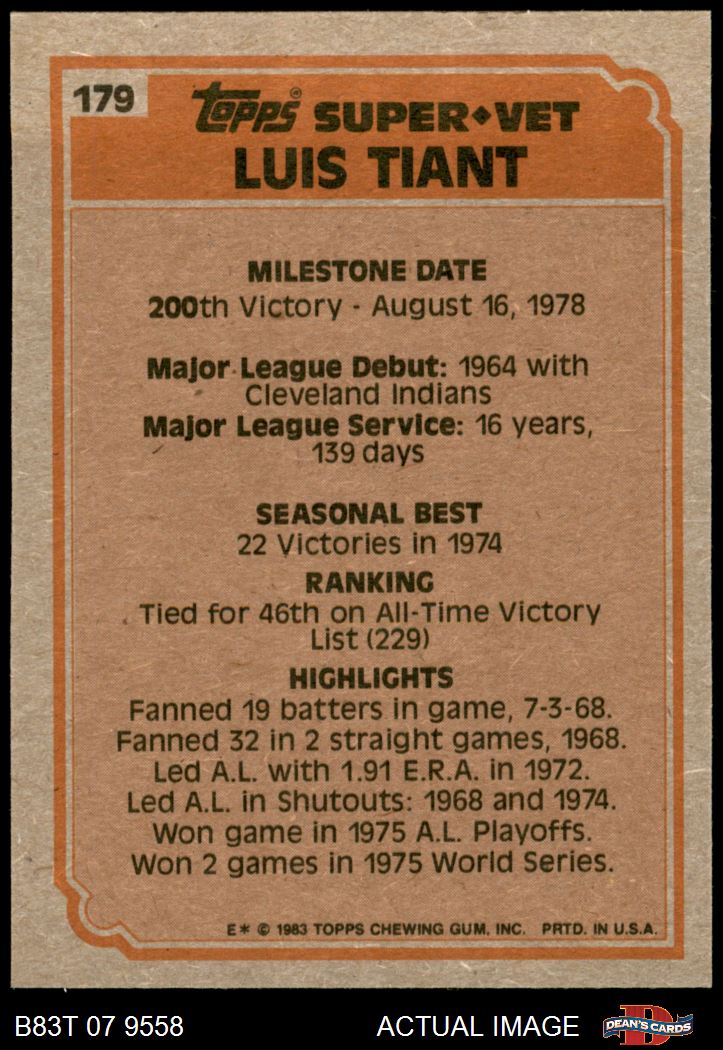 179
Topps® SUPER◆VET
LUIS TIANT
MILESTONE DATE
200th Victory - August 16, 1978
Major League Debut: 1964 with
Cleveland Indians
Major League Service: 16 years,
139 days
SEASONAL BEST
22 Victories in 1974
RANKING
Tied for 46th on All-Time Victory
List (229)
HIGHLIGHTS
Fanned 19 batters in game, 7-3-68.
Fanned 32 in 2 straight games, 1968.
Led A.L. with 1.91 E.R.A. in 1972.
Led A.L. in Shutouts: 1968 and 1974.
Won game in 1975 A.L. Playoffs.
Won 2 games in 1975 World Series.
E* © 1983 TOPPS CHEWING GUM, INC. PRTD. IN U.S.A.
B83T 07 9558 ACTUAL IMAGE D DEAN'S CARDS